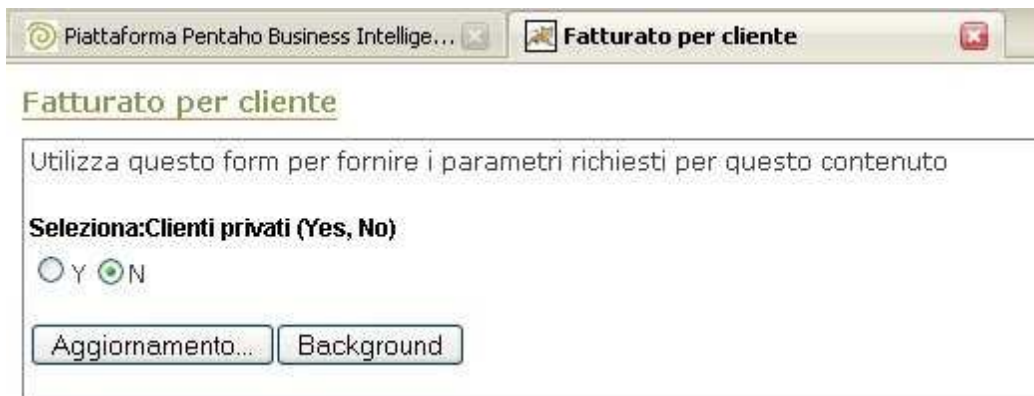 Piattaforma Pentaho Business Intellige... Fatturato per cliente
Fatturato per cliente
Utilizza questo form per fornire i parametri richiesti per questo contenuto
Seleziona:Clienti privati (Yes, No)
Y N
Aggiornamento... Background